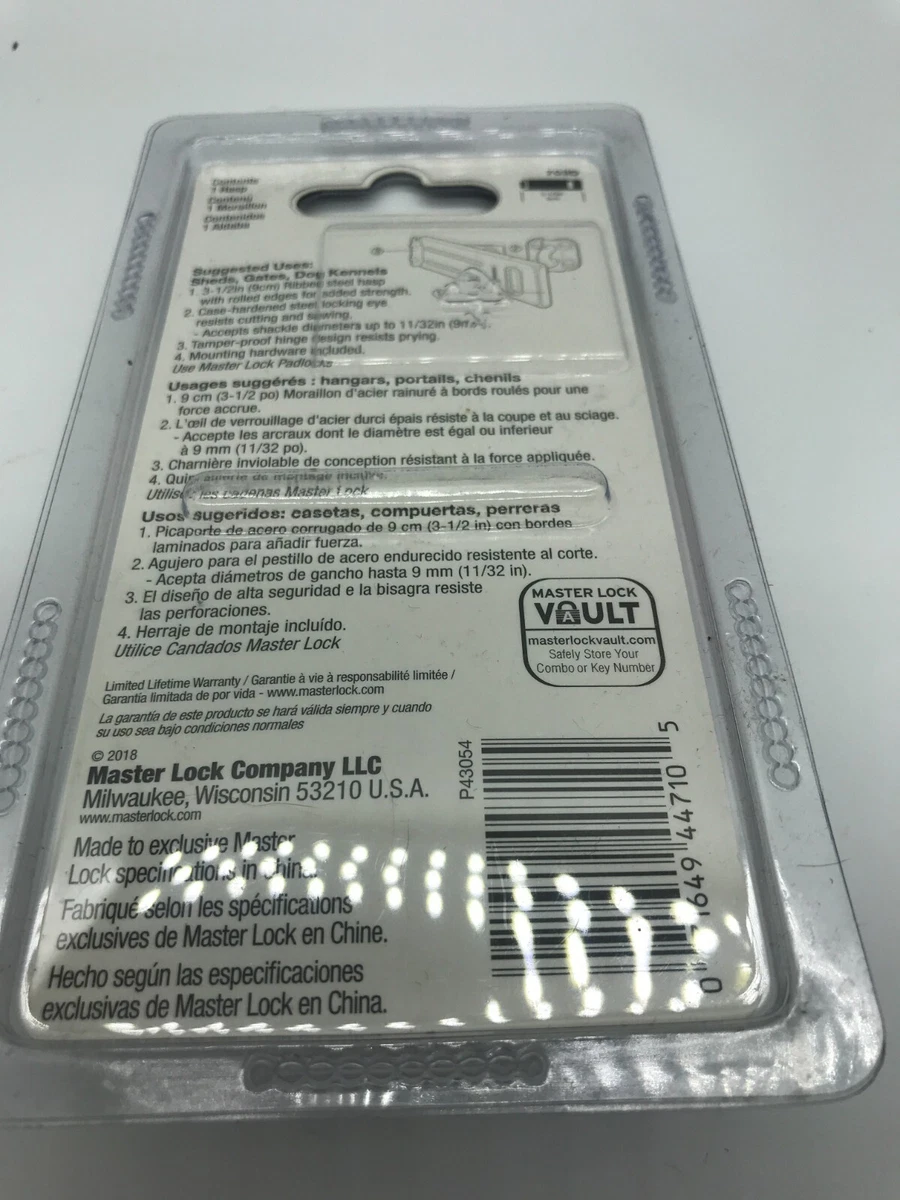 Contents
1 Hasp
Contenu
1 Moraillon
Contenidos
1 Aldaba
Suggested Uses:
Sheds, Gates, Dog Kennels
1. 3-1/2in (9cm) Ribbed steel hasp
with rolled edges for added strength.
2. Case-hardened steel locking eye
resists cutting and sawing.
- Accepts shackle diameters up to 11/32in
3. Tamper-proof hinge design resists prying.
4. Mounting hardware included.
Use Master Lock Padlocks
Usages suggérés : hangars, portails, chenils
1. 9 cm (3-1/2 po) Moraillon d'acier rainuré à bords roulés pour une
force accrue.
2. L'œil de verrouillage d'acier durci épais résiste à la coupe et au sciage.
- Accepte les arcraux dont le diamètre est égal ou inferieur
à 9 mm (11/32 po).
3. Charnière inviolable de conception résistant à la force appliquée.
4. de montage
les cadenas Master Lock
Usos sugeridos: casetas, compuertas, perreras
1. Picaporte de acero corrugado de 9 cm (3-1/2 in) con bordes
laminados para añadir fuerza.
2. Agujero para el pestillo de acero endurecido resistente al corte.
- Acepta diámetros de gancho hasta 9 mm (11/32 in).
3. El diseño de alta seguridad e la bisagra resiste
las perforaciones.
4. Herraje de montaje incluído.
Utilice Candados Master Lock
MASTER LOCK
VAULT
masterlockvault.com
Safely Store Your
Combo or Key Number
Limited Lifetime Warranty / Garantie à vie à responsabilité limitée /
Garantía limitada de por vida - www.masterlock.com
La garantía de este producto se hará válida siempre y cuando
su uso sea bajo condiciones normales
© 2018
Master Lock Company LLC
Milwaukee, Wisconsin 53210 U.S.A.
www.masterlock.com
P43054
Made to exclusive Master
Lock specifications in China.
Fabriqué selon les spécifications
exclusives de Master Lock en Chine.
Hecho según las especificaciones
exclusivas de Master Lock en China.
0 1649 44710 5